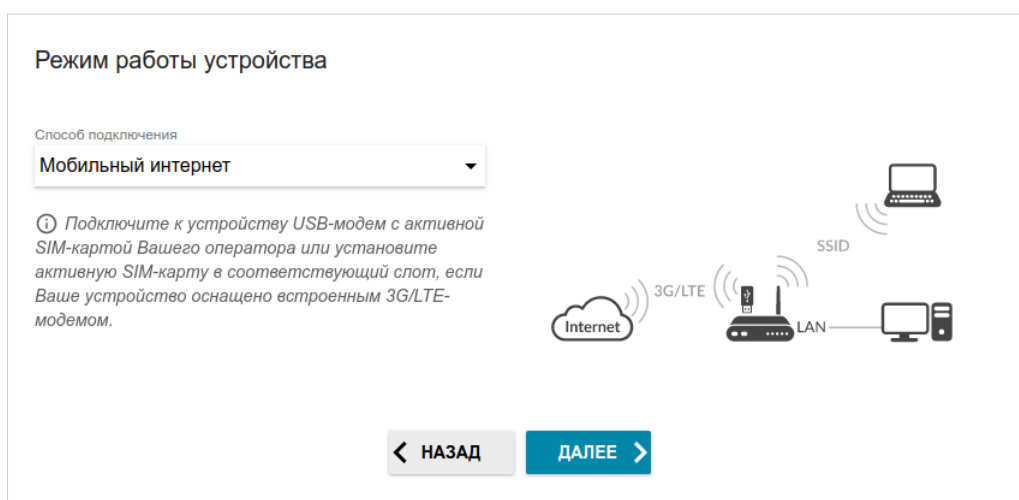 Режим работы устройства
Способ подключения
Мобильный интернет
Подключите к устройству USB-модем с активной
SIM-картой Вашего оператора или установите
активную SIM-карту в соответствующий слот, если
Ваше устройство оснащено встроенным 3G/LTE-
модемом.
SSID
3G/LTE
Internet
LAN
НАЗАД
ДАЛЕЕ